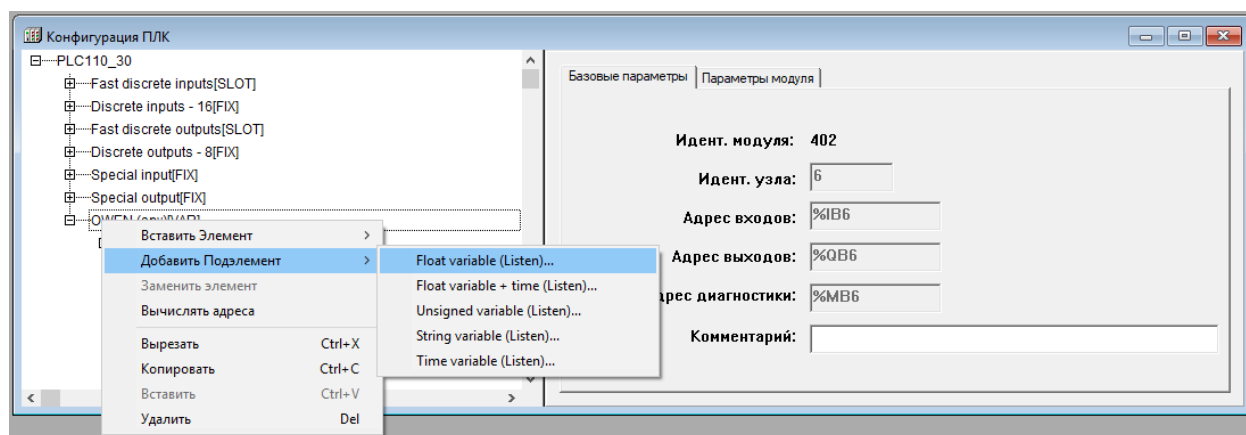 Конфигурация ПЛК
PLC110_30
Fast discrete inputs[SLOT]
Discrete inputs - 16[FIX]
Fast discrete outputs[SLOT]
Discrete outputs - 8[FIX]
Special input[FIX]
Special output[FIX]
Вставить Элемент
Добавить Подэлемент
Заменить элемент
Вычислять адреса
Вырезать Ctrl+X
Копировать Ctrl+C
Вставить Ctrl+V
Удалить Del
Float variable (Listen)...
Float variable + time (Listen)...
Unsigned variable (Listen)...
String variable (Listen)...
Time variable (Listen)...
Базовые параметры Параметры модуля
Идент. модуля: 402
Идент. узла: 6
Адрес входов: %IB6
Адрес выходов: %QB6
диагностики: %MB6
Комментарий: